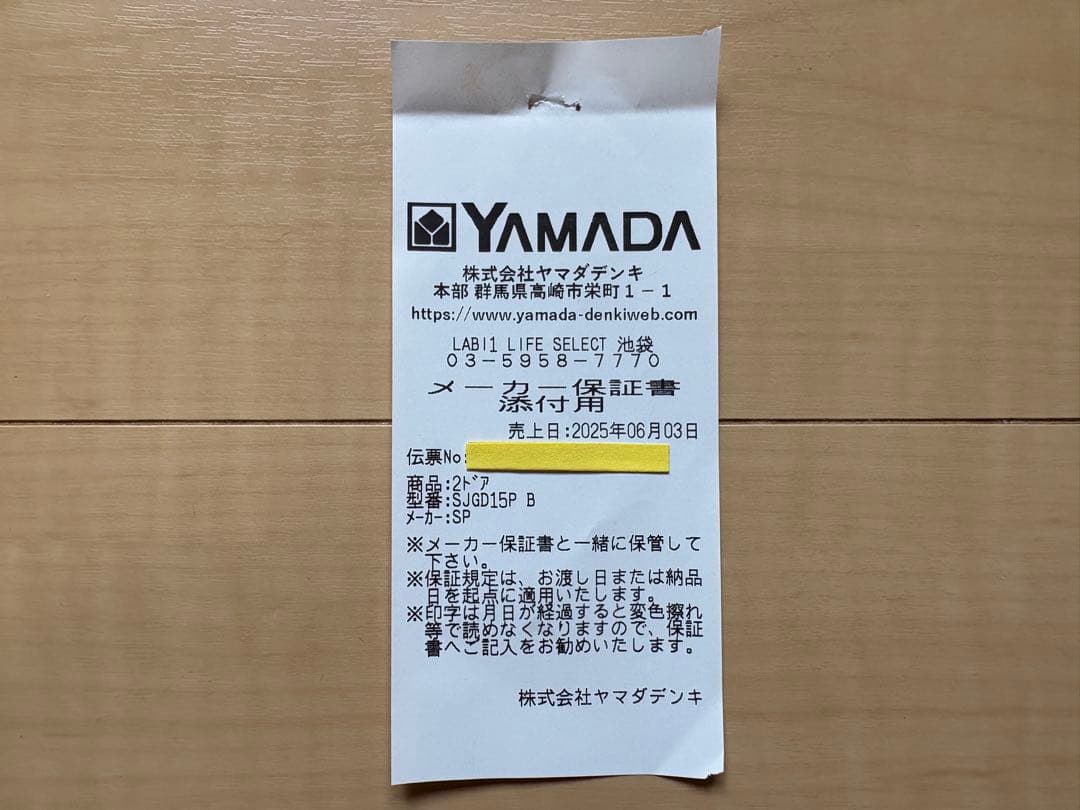 YAMADA
株式会社ヤマダデンキ
本部 群馬県高崎市栄町1-1
https://www.yamada-denkiweb.com
LABI1 LIFE SELECT 池袋
03-5958-7770
メーカー保証書
添付用
売上日:2025年06月03日
伝票No:
商品:2ﾄﾞｱ
型番:SJGD15P B
ﾒｰｶｰ:SP
※メーカー保証書と一緒に保管して
下さい。
※保証規定は、お渡し日または納品
日を起点に適用いたします。
※印字は月日が経過すると変色擦れ
等で読めなくなりますので、保証
書へご記入をお勧めいたします。
株式会社ヤマダデンキ